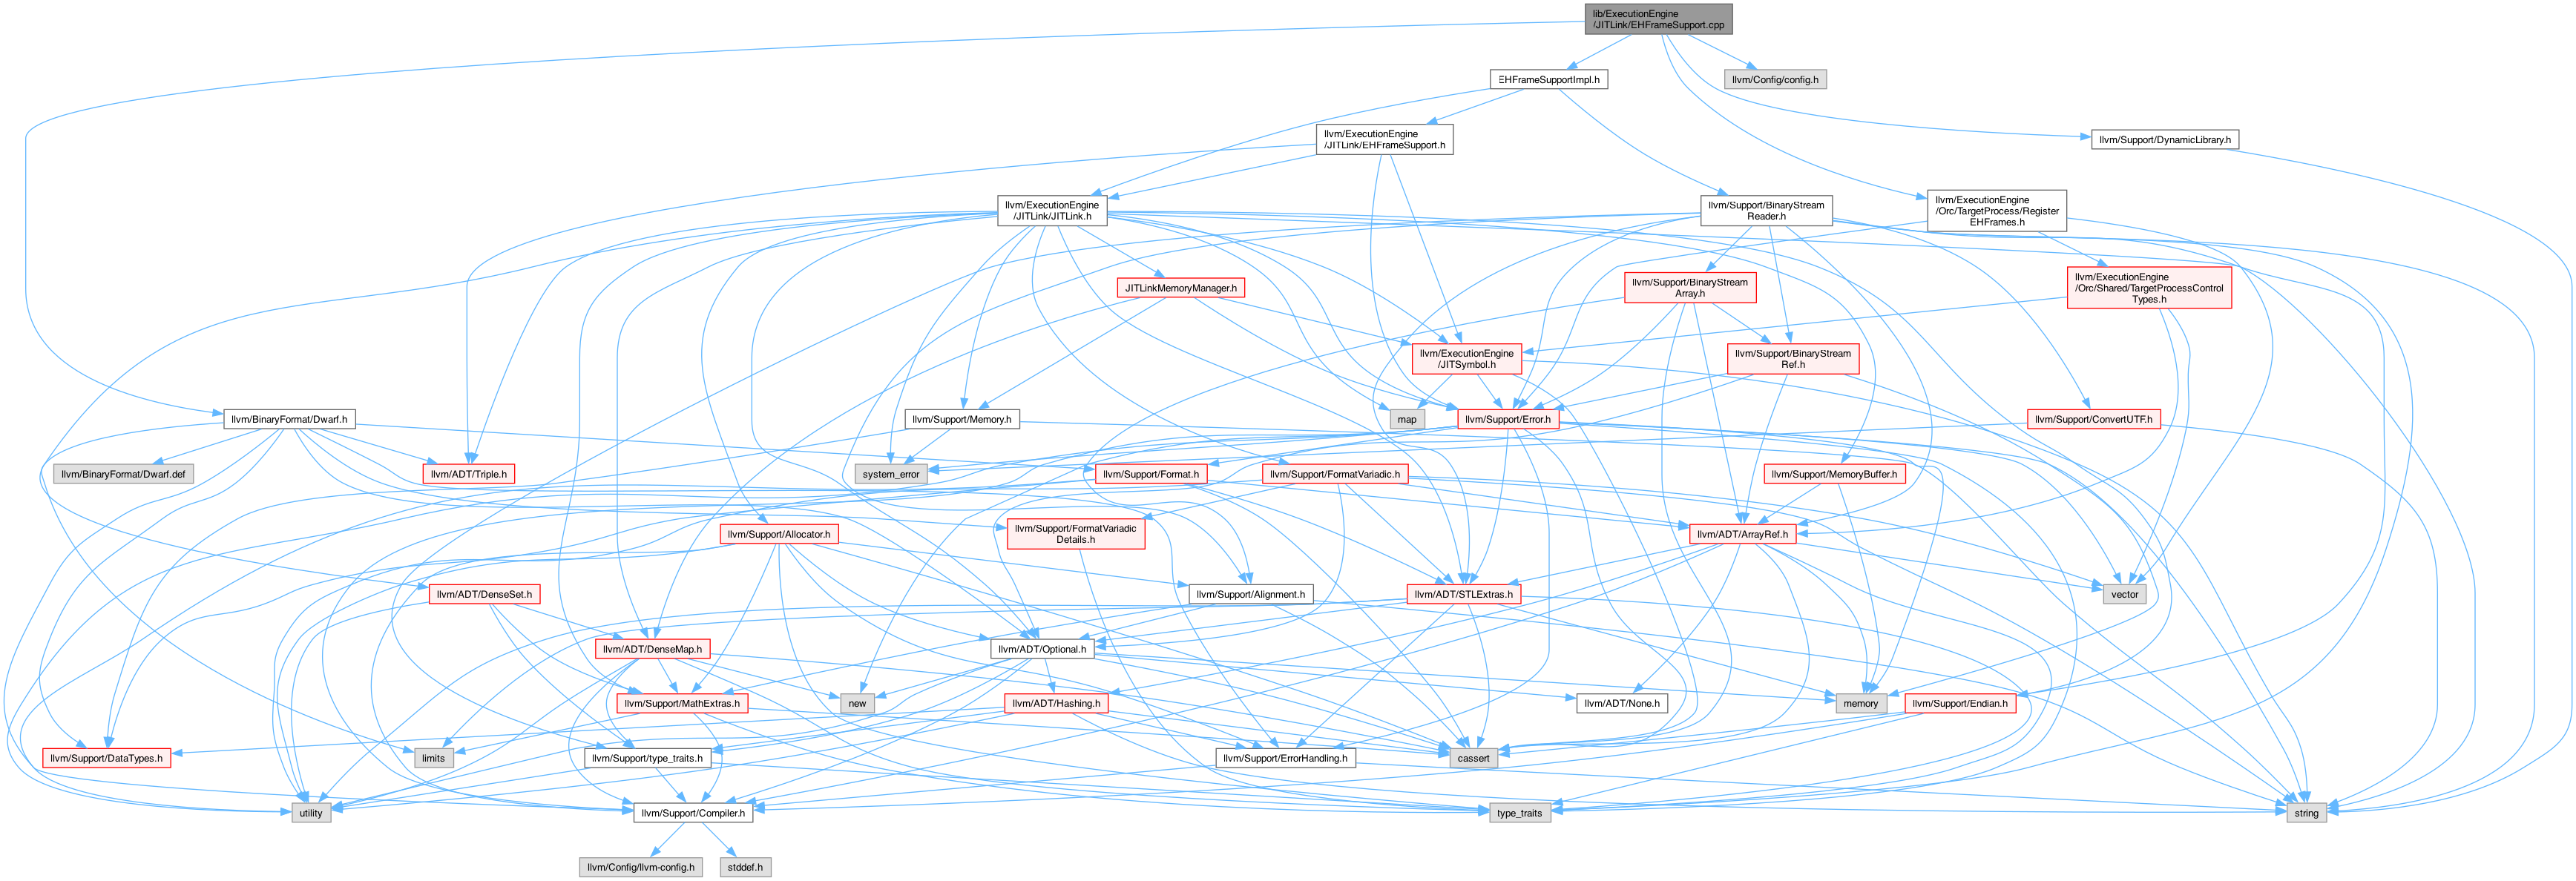 lib/ExecutionEngine
/JITLink/EHFrameSupport.cpp
EHFrameSupportImpl.h
llvm/Config/config.h
llvm/ExecutionEngine
/JITLink/EHFrameSupport.h
llvm/Support/DynamicLibrary.h
llvm/ExecutionEngine
/JITLink/JITLink.h
llvm/Support/BinaryStream
Reader.h
llvm/ExecutionEngine
/Orc/TargetProcess/Register
EHFrames.h
JITLinkMemoryManager.h
llvm/Support/BinaryStream
Array.h
llvm/ExecutionEngine
/Orc/Shared/TargetProcessControl
Types.h
llvm/ExecutionEngine
/JITSymbol.h
llvm/Support/BinaryStream
Ref.h
llvm/BinaryFormat/Dwarf.h
llvm/Support/Memory.h
map
llvm/Support/Error.h
llvm/Support/ConvertUTF.h
llvm/BinaryFormat/Dwarf.def
llvm/ADT/Triple.h
system_error
llvm/Support/Format.h
llvm/Support/FormatVariadic.h
llvm/Support/MemoryBuffer.h
llvm/Support/Allocator.h
llvm/Support/FormatVariadic
Details.h
llvm/ADT/ArrayRef.h
llvm/ADT/DenseSet.h
llvm/Support/Alignment.h
llvm/ADT/STLExtras.h
vector
llvm/ADT/DenseMap.h
llvm/ADT/Optional.h
llvm/Support/MathExtras.h
new
llvm/ADT/Hashing.h
llvm/ADT/None.h
memory
llvm/Support/Endian.h
llvm/Support/DataTypes.h
limits
llvm/Support/type_traits.h
llvm/Support/ErrorHandling.h
cassert
utility
llvm/Support/Compiler.h
type_traits
string
llvm/Config/llvm-config.h
stddef.h